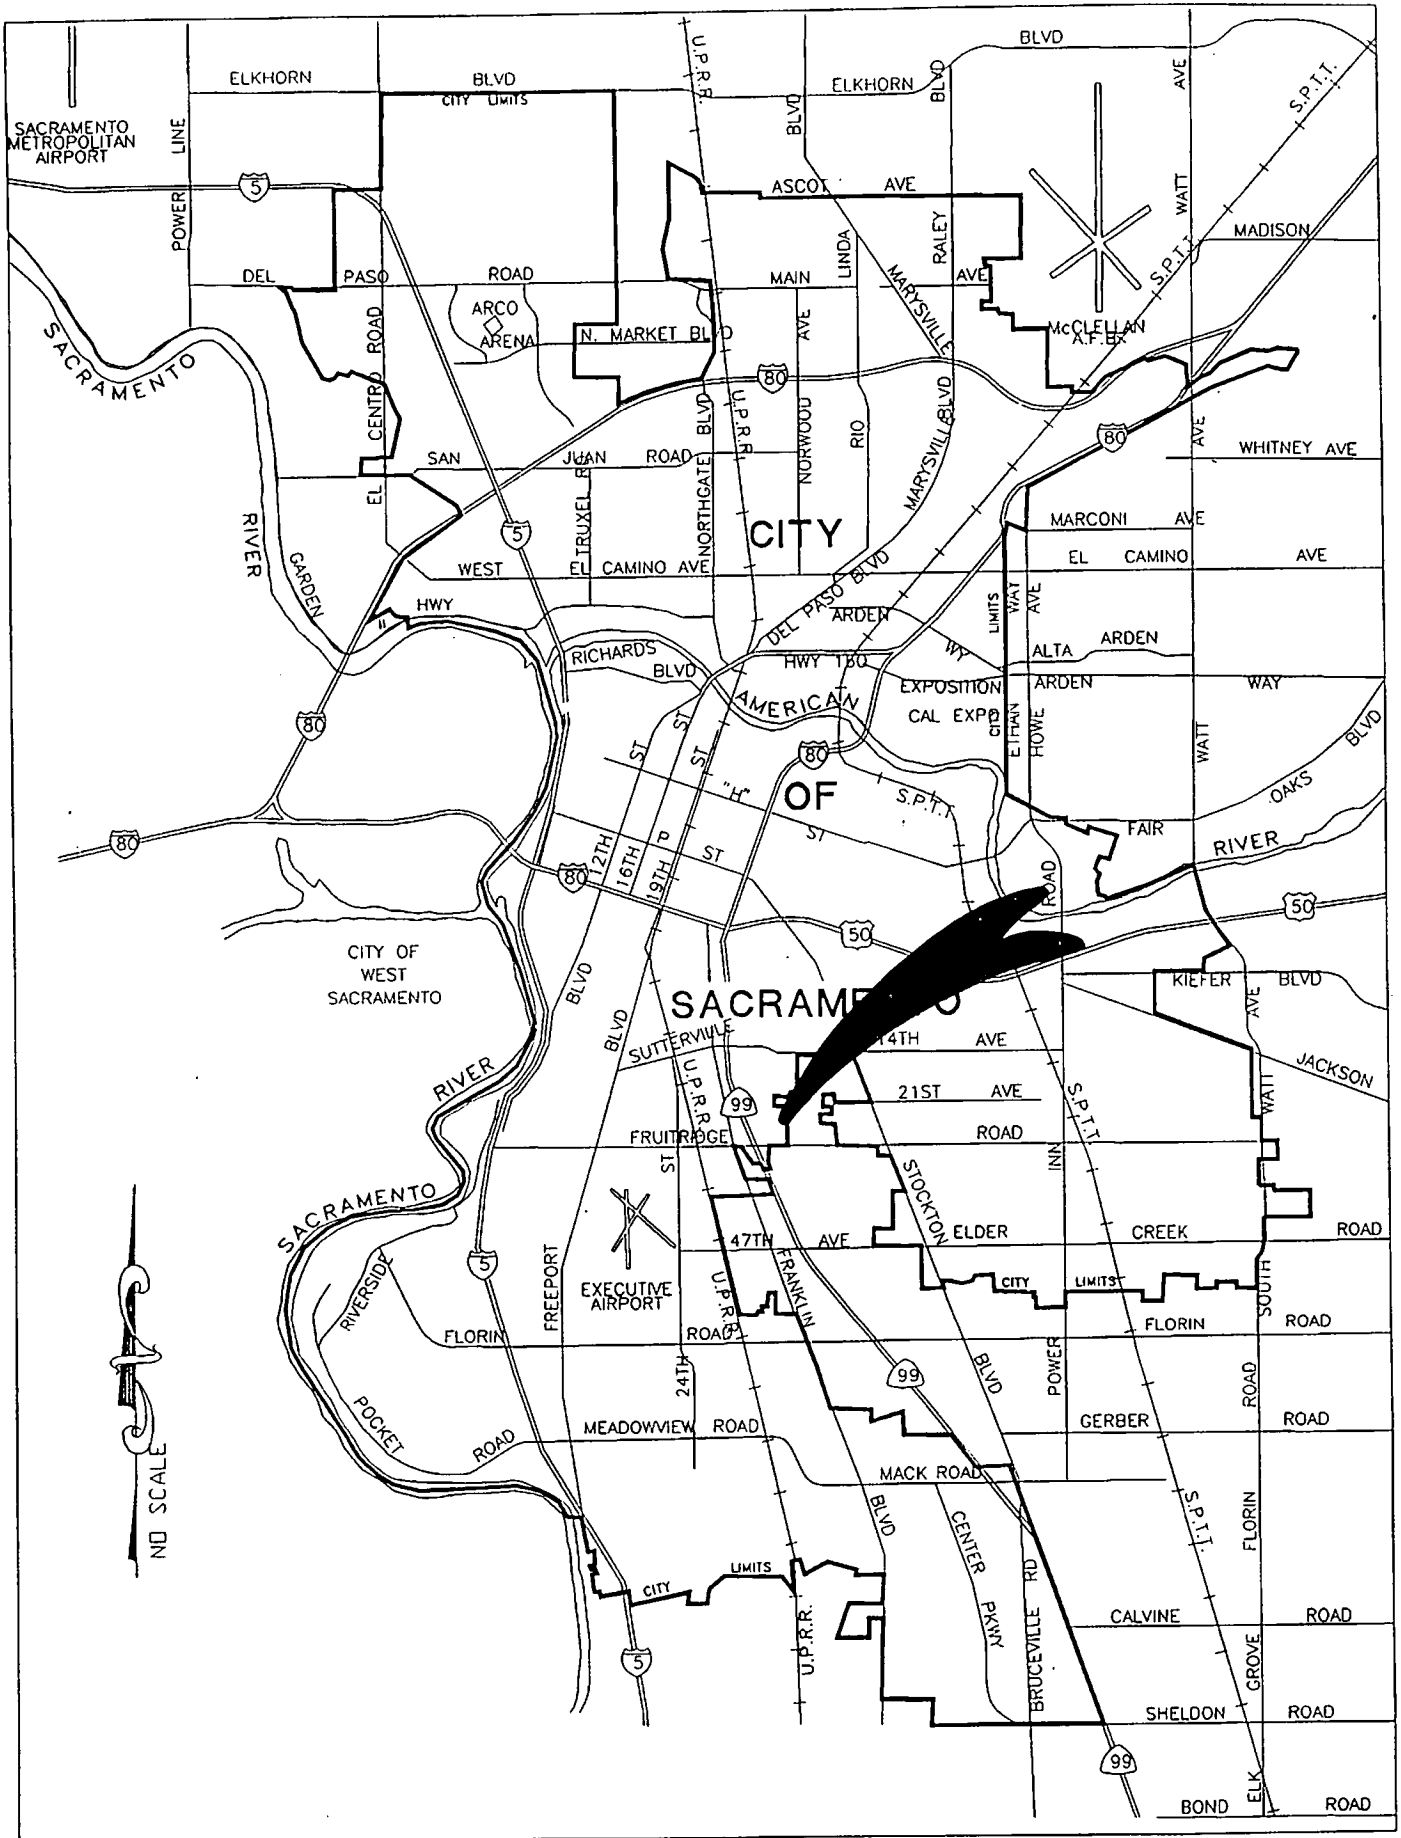 ELKHORN BLVD
CITY LIMITS
ELKHORN BLVD
BLVD
U.P.R.R.
BLVD
AVE
S.P.T.T.
SACRAMENTO
METROPOLITAN
AIRPORT
POWER LINE
5
ASCOT AVE
RALEY
WATT
MADISON
DEL PASO ROAD
MAIN AVE
LINDA
MARYSVILLE
S.P.T.T.
ARCO
ARENA
N. MARKET BLVD
AVE
McCLELLAN
A.F.B.
SACRAMENTO
RIVER
EL CENTRO ROAD
80
80
SAN JUAN ROAD
NORTHGATE BLVD
U.P.R.R.
NORWOOD
RIO
MARYSVILLE BLVD
AVE
WHITNEY AVE
5
TRUXEL
CITY
MARCONI AVE
WEST EL CAMINO AVE
EL CAMINO AVE
GARDEN HWY
DEL PASO BLVD
ARDEN WY
LIMITS
WAY
AVE
ALTA ARDEN
RICHARDS BLVD
HWY 160
EXPOSITION
ARDEN WAY
AMERICAN
CAL EXPO
CITY
ETHAN
HOWE
WATT
80
ST
ST
ST
80
"H" ST
OF
S.P.T.T.
FAIR OAKS BLVD
RIVER
80
P ST
12TH
16TH
19TH
80
ROAD
50
50
CITY OF
WEST
SACRAMENTO
BLVD
BLVD
SACRAMENTO
KIEFER BLVD
AVE
SUTTERVILLE
14TH AVE
JACKSON
RIVER
U.P.R.R.
99
21ST AVE
S.P.T.T.
WATT
FRUITRIDGE ROAD
ST
INN
STOCKTON
SACRAMENTO
47TH AVE
ELDER CREEK ROAD
RIVERSIDE
5
FREEPORT
EXECUTIVE
AIRPORT
U.P.R.R.
FRANKLIN
CITY LIMITS
SOUTH
FLORIN ROAD
FLORIN ROAD
24TH
99
BLVD
POWER
ROAD
POCKET ROAD
MEADOWVIEW ROAD
GERBER ROAD
MACK ROAD
NO SCALE
BLVD
CENTER PKWY
S.P.T.T.
FLORIN
CITY LIMITS
U.P.R.R.
BRUCEVILLE RD
CALVINE ROAD
5
GROVE
SHELDON ROAD
99
ELK
BOND ROAD